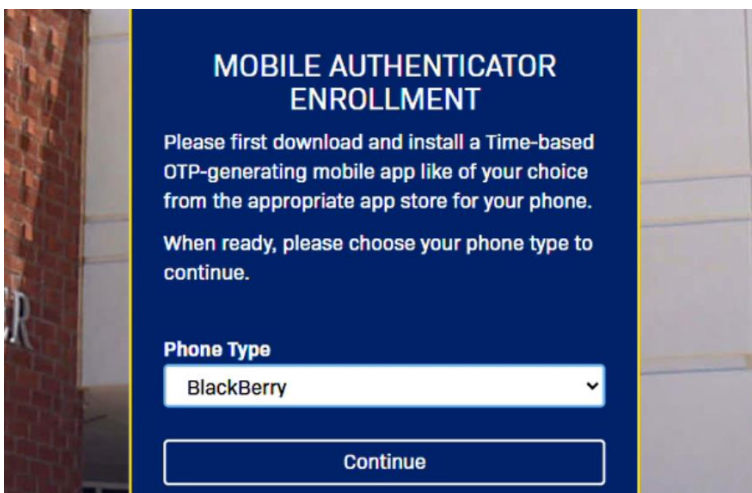 MOBILE AUTHENTICATOR
ENROLLMENT
Please first download and install a Time-based
OTP-generating mobile app like of your choice
from the appropriate app store for your phone.
When ready, please choose your phone type to
continue.
ER
Phone Type
BlackBerry
Continue